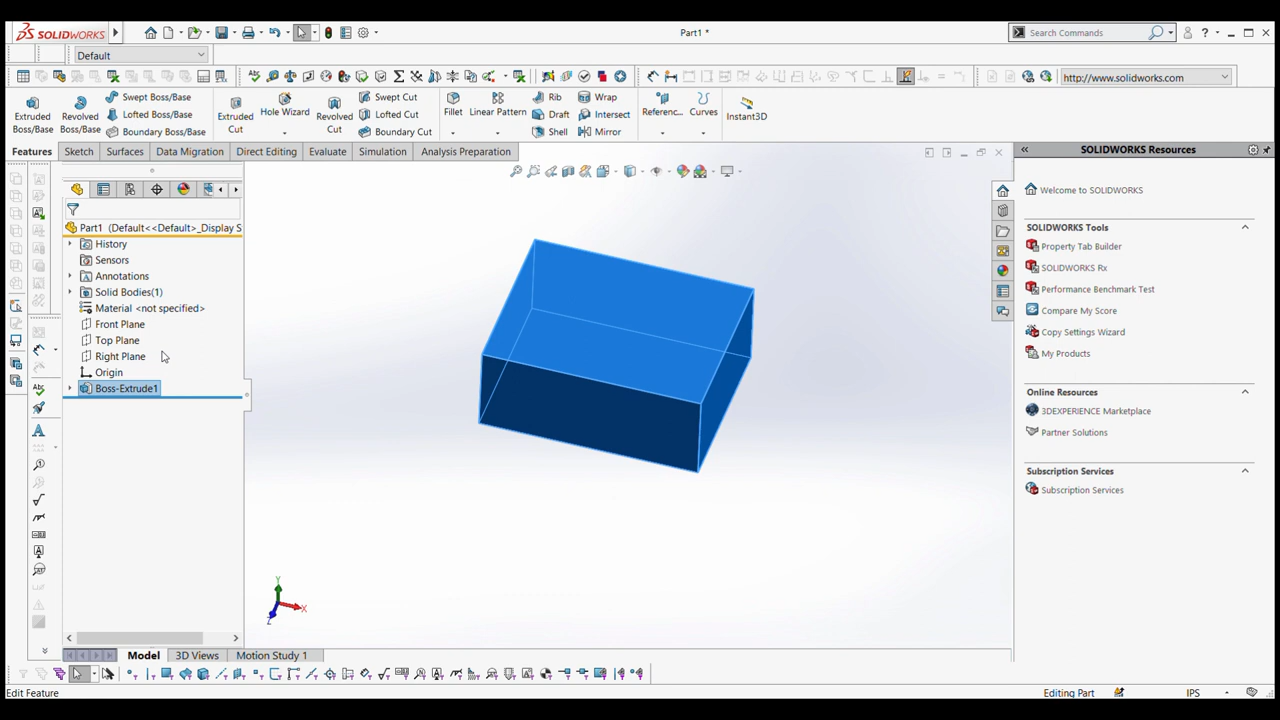 SOLIDWORKS
Part1 *
Search Commands
Default
http://www.solidworks.com
Extruded Boss/Base
Revolved Boss/Base
Swept Boss/Base
Lofted Boss/Base
Boundary Boss/Base
Extruded Cut
Hole Wizard
Revolved Cut
Swept Cut
Lofted Cut
Boundary Cut
Fillet
Linear Pattern
Rib
Draft
Shell
Wrap
Intersect
Mirror
Referenc...
Curves
Instant3D
Features
Sketch
Surfaces
Data Migration
Direct Editing
Evaluate
Simulation
Analysis Preparation
Part1 (Default<<Default>_Display S
History
Sensors
Annotations
Solid Bodies(1)
Material <not specified>
Front Plane
Top Plane
Right Plane
Origin
Boss-Extrude1
Y
X
Z
SOLIDWORKS Resources
Welcome to SOLIDWORKS
SOLIDWORKS Tools
Property Tab Builder
SOLIDWORKS Rx
Performance Benchmark Test
Compare My Score
Copy Settings Wizard
My Products
Online Resources
3DEXPERIENCE Marketplace
Partner Solutions
Subscription Services
Subscription Services
Model
3D Views
Motion Study 1
Edit Feature
Editing Part
IPS